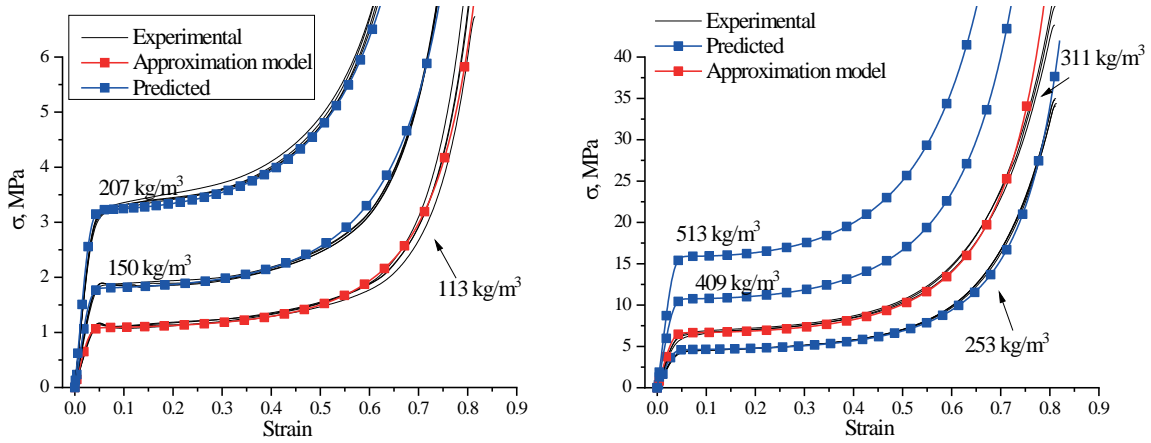 Experimental
Approximation model
Predicted
207 kg/m³
150 kg/m³
113 kg/m³
σ, MPa
6
5
4
3
2
1
0
0.0 0.1 0.2 0.3 0.4 0.5 0.6 0.7 0.8 0.9
Strain
Experimental
Predicted
Approximation model
311 kg/m³
513 kg/m³
409 kg/m³
253 kg/m³
σ, MPa
40
35
30
25
20
15
10
5
0
0.0 0.1 0.2 0.3 0.4 0.5 0.6 0.7 0.8 0.9
Strain